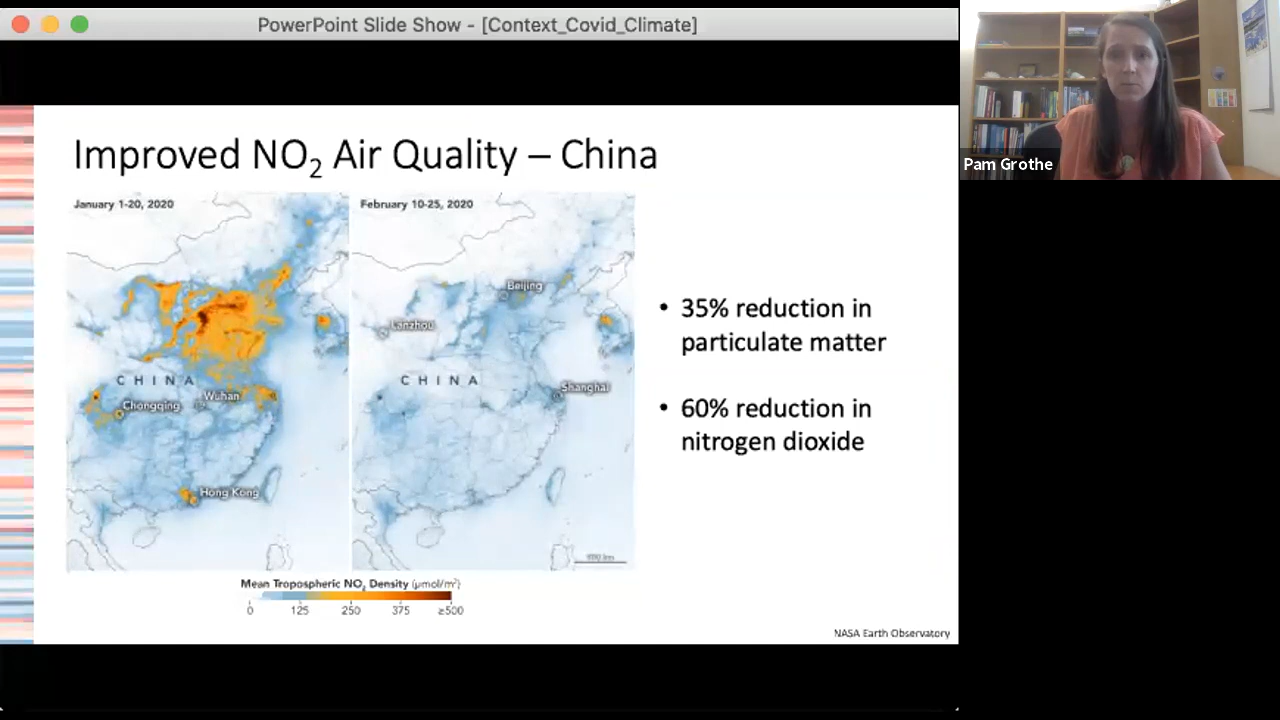 PowerPoint Slide Show - [Context_Covid_Climate]
Pam Grothe
Improved NO₂ Air Quality – China
January 1-20, 2020
CHINA
Chongqing
Wuhan
Hong Kong
February 10-25, 2020
Beijing
Lanzhou
CHINA
Shanghai
• 35% reduction in
particulate matter
• 60% reduction in
nitrogen dioxide
Mean Tropospheric NO₂ Density (µmol/m²)
0 125 250 375 ≥500
NASA Earth Observatory